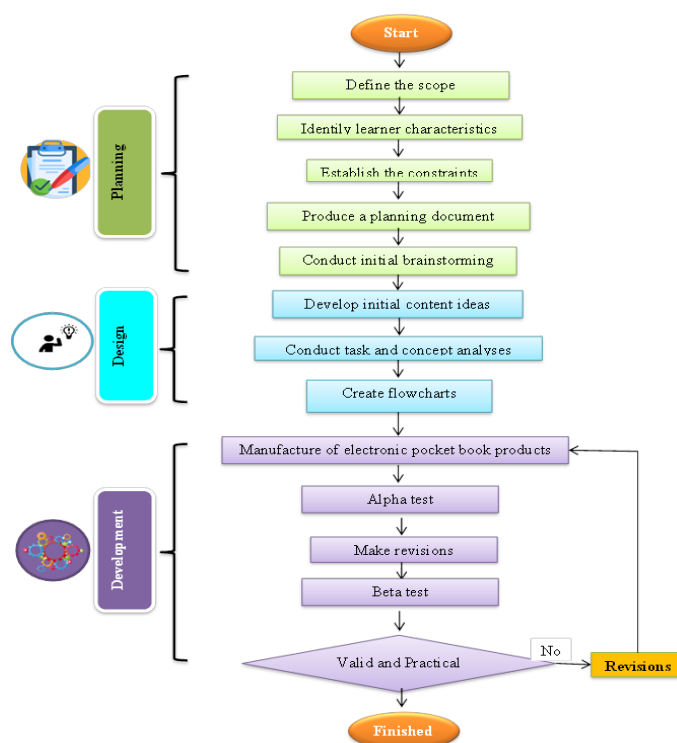 Start
Define the scope
Identily learner characteristics
Establish the constraints
Produce a planning document
Conduct initial brainstorming
Planning
Develop initial content ideas
Conduct task and concept analyses
Create flowcharts
Design
Manufacture of electronic pocket book products
Alpha test
Make revisions
Beta test
Valid and Practical
Development
No
Revisions
Finished